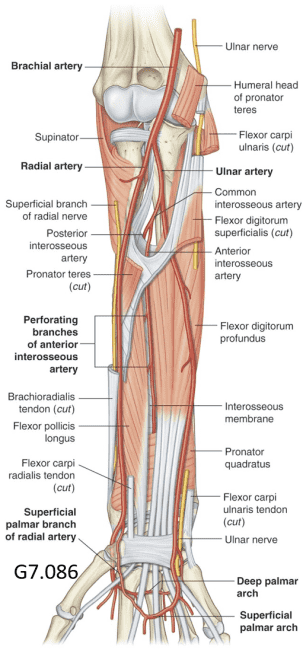 Ulnar nerve
Brachial artery
Humeral head
of pronator
teres
Supinator
Flexor carpi
ulnaris (cut)
Radial artery
Ulnar artery
Common
interosseous artery
Superficial branch
of radial nerve
Flexor digitorum
superficialis (cut)
Posterior
interosseous
artery
Anterior
interosseous
artery
Pronator teres
(cut)
Perforating
branches
of anterior
interosseous
artery
Flexor digitorum
profundus
Brachioradialis
tendon (cut)
Interosseous
membrane
Flexor pollicis
longus
Pronator
quadratus
Flexor carpi
radialis tendon
(cut)
Flexor carpi
ulnaris tendon
(cut)
Superficial
palmar branch
of radial artery
Ulnar nerve
G7.086
Deep palmar
arch
Superficial
palmar arch